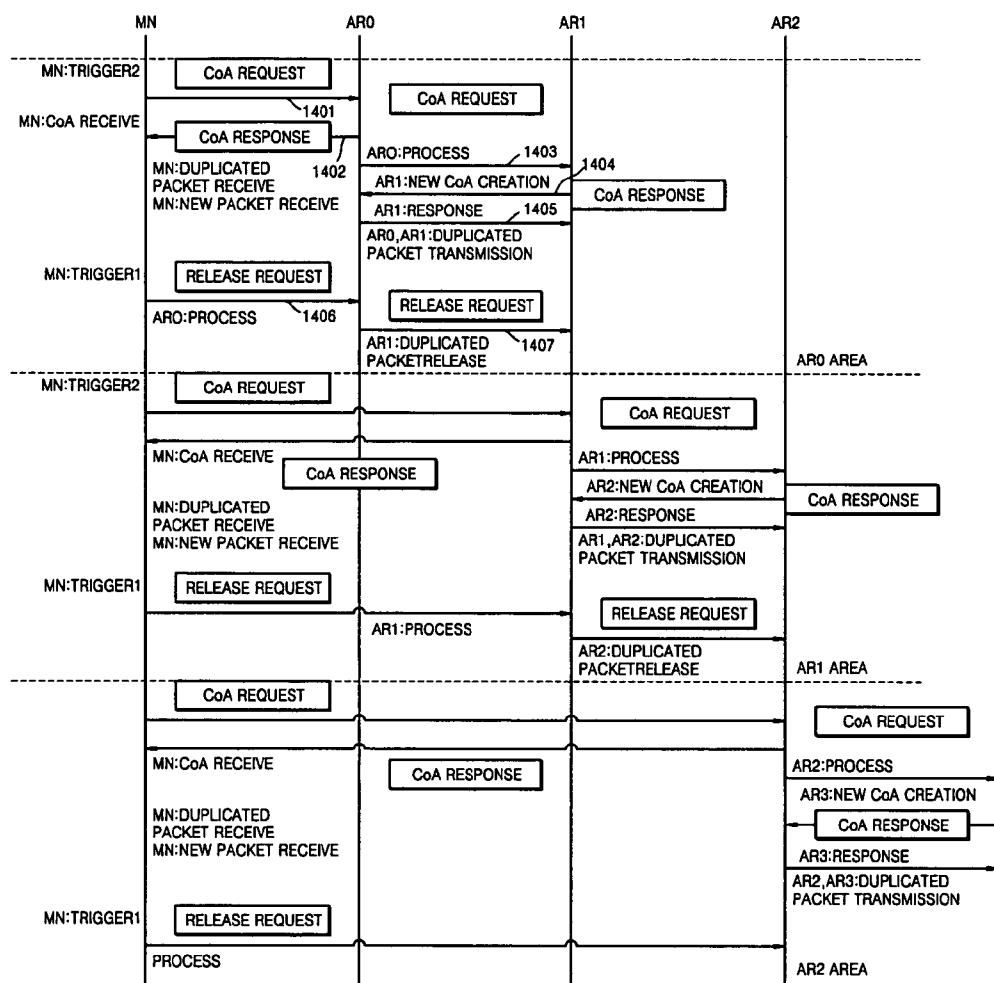 MN
AR0
AR1
AR2
MN:TRIGGER2
CoA REQUEST
CoA REQUEST
1401
MN:CoA RECEIVE
CoA RESPONSE
1402
AR0:PROCESS
1403
1404
MN:DUPLICATED
PACKET RECEIVE
MN:NEW PACKET RECEIVE
AR1:NEW CoA CREATION
CoA RESPONSE
AR1:RESPONSE
1405
AR0,AR1:DUPLICATED
PACKET TRANSMISSION
MN:TRIGGER1
RELEASE REQUEST
RELEASE REQUEST
AR0:PROCESS
1406
AR1:DUPLICATED
PACKETRELEASE
1407
AR0 AREA
MN:TRIGGER2
CoA REQUEST
CoA REQUEST
MN:CoA RECEIVE
CoA RESPONSE
AR1:PROCESS
AR2:NEW CoA CREATION
CoA RESPONSE
MN:DUPLICATED
PACKET RECEIVE
MN:NEW PACKET RECEIVE
AR2:RESPONSE
AR1,AR2:DUPLICATED
PACKET TRANSMISSION
MN:TRIGGER1
RELEASE REQUEST
RELEASE REQUEST
AR1:PROCESS
AR2:DUPLICATED
PACKETRELEASE
AR1 AREA
CoA REQUEST
CoA REQUEST
MN:CoA RECEIVE
CoA RESPONSE
AR2:PROCESS
AR3:NEW CoA CREATION
MN:DUPLICATED
PACKET RECEIVE
MN:NEW PACKET RECEIVE
CoA RESPONSE
AR3:RESPONSE
AR2,AR3:DUPLICATED
PACKET TRANSMISSION
MN:TRIGGER1
RELEASE REQUEST
PROCESS
AR2 AREA